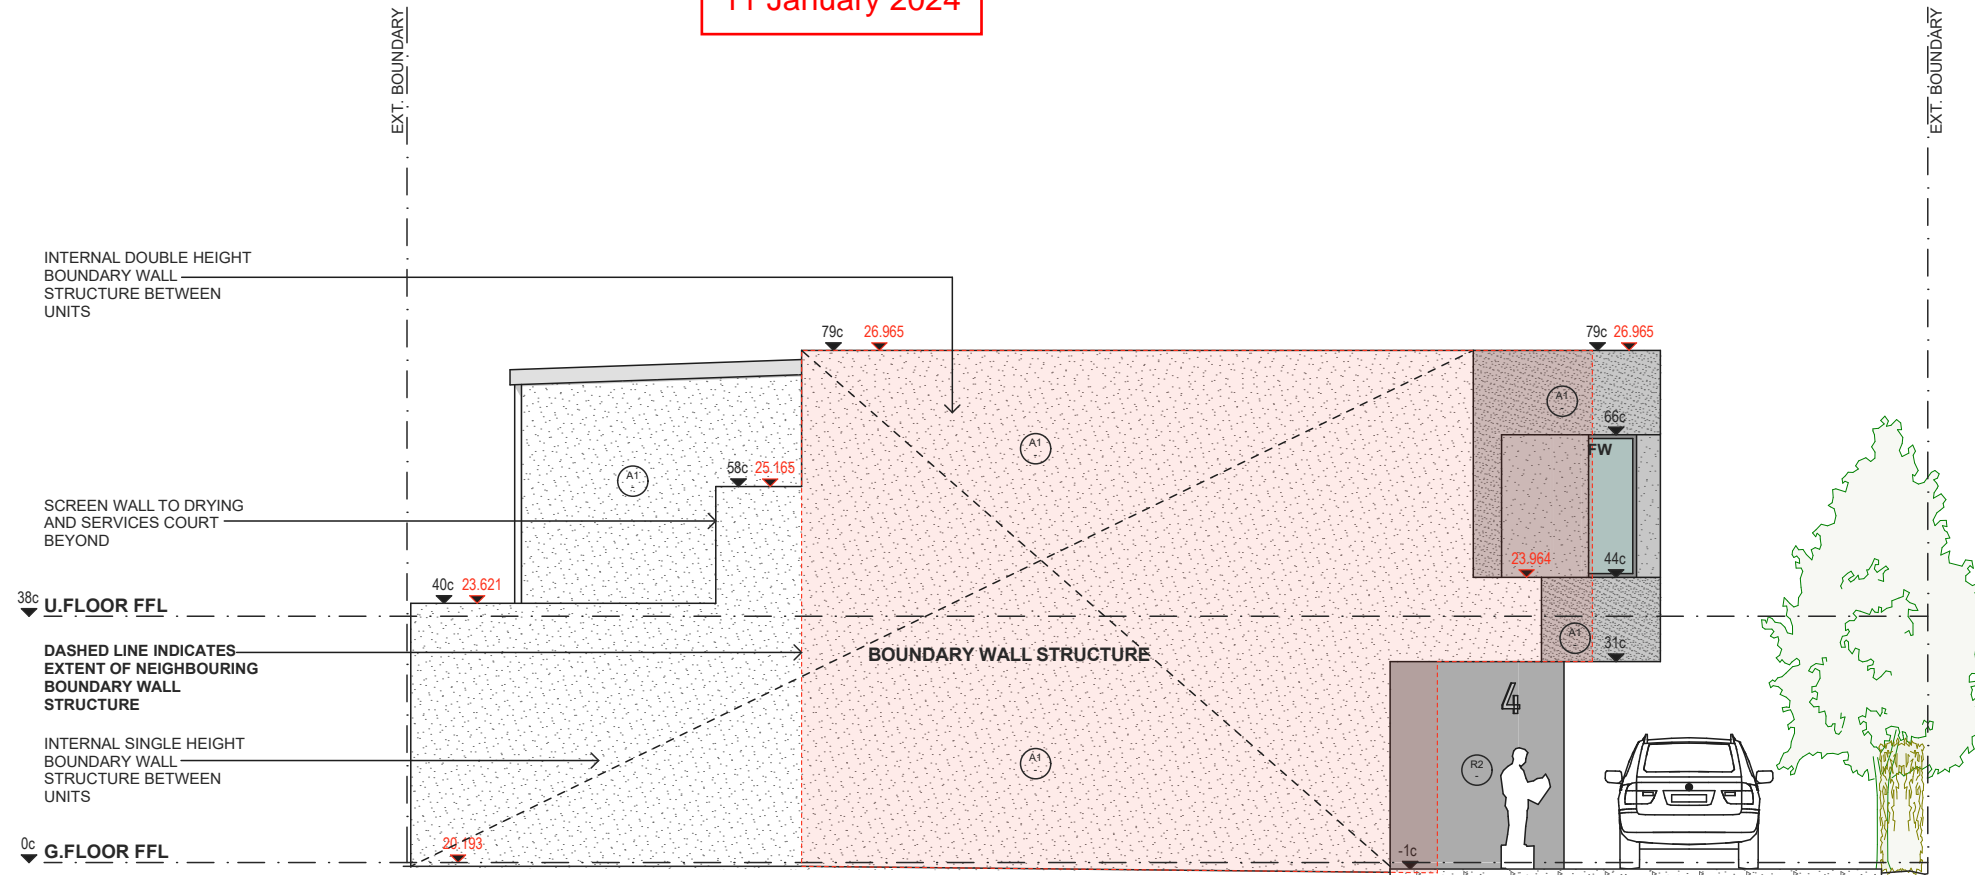 11 January 2024
EXT. BOUNDARY
EXT. BOUNDARY
INTERNAL DOUBLE HEIGHT
BOUNDARY WALL
STRUCTURE BETWEEN
UNITS
79c 26.965
79c 26.965
A1
-
66c
FW
A1
-
A1
-
58c 25.165
SCREEN WALL TO DRYING
AND SERVICES COURT
BEYOND
23.964
44c
40c 23.621
38c U.FLOOR FFL
A1
31c
DASHED LINE INDICATES
EXTENT OF NEIGHBOURING
BOUNDARY WALL
STRUCTURE
BOUNDARY WALL STRUCTURE
4
INTERNAL SINGLE HEIGHT
BOUNDARY WALL
STRUCTURE BETWEEN
UNITS
A1
-
R2
-
20.193
0c G.FLOOR FFL
-1c